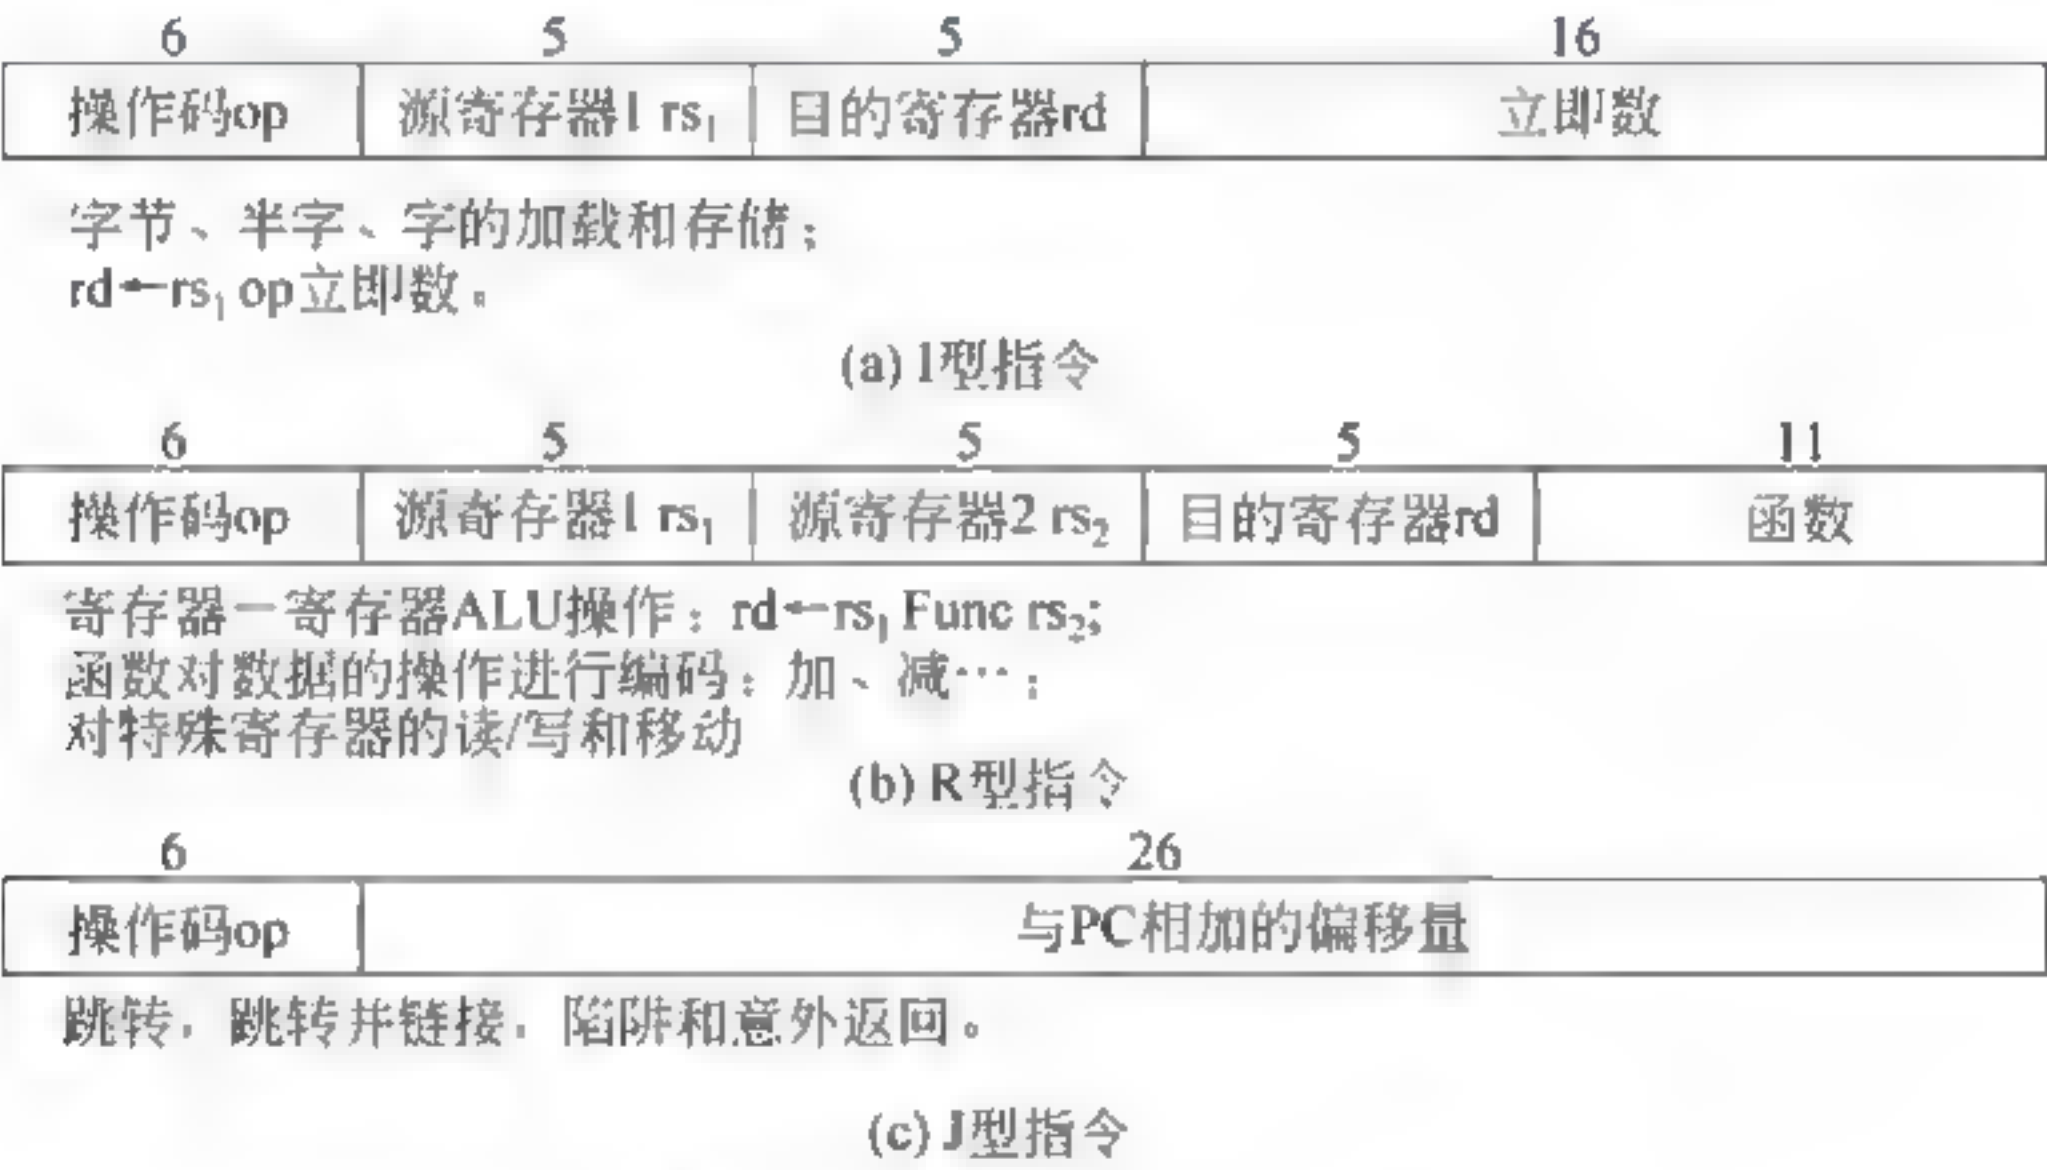 6 5 5 16
操作码op 源寄存器1 rs₁ 目的寄存器rd 立即数
字节、半字、字的加载和存储；
rd←rs₁ op立即数。
(a) I型指令
6 5 5 5 11
操作码op 源寄存器1 rs₁ 源寄存器2 rs₂ 目的寄存器rd 函数
寄存器－寄存器ALU操作：rd←rs₁ Func rs₂;
函数对数据的操作进行编码：加、减…；
对特殊寄存器的读/写和移动
(b) R型指令
6 26
操作码op 与PC相加的偏移量
跳转，跳转并链接，陷阱和意外返回。
(c) J型指令